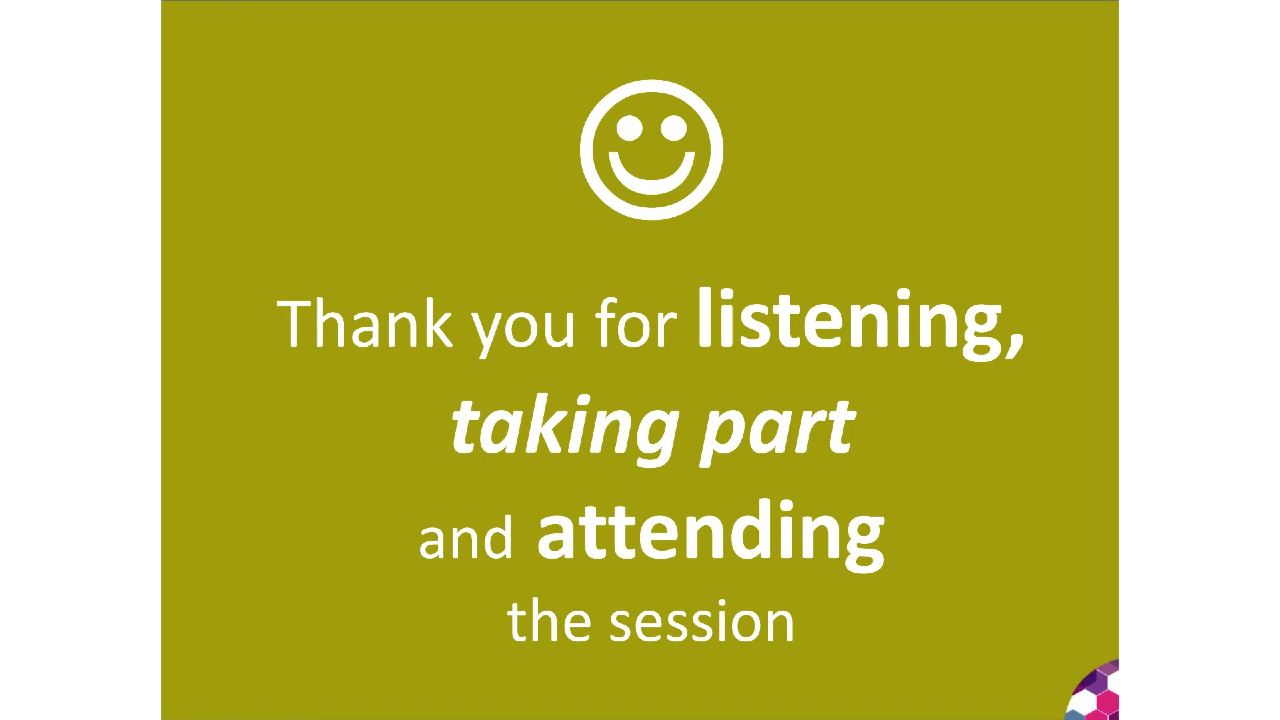 Thank you for listening,
taking part
and attending
the session